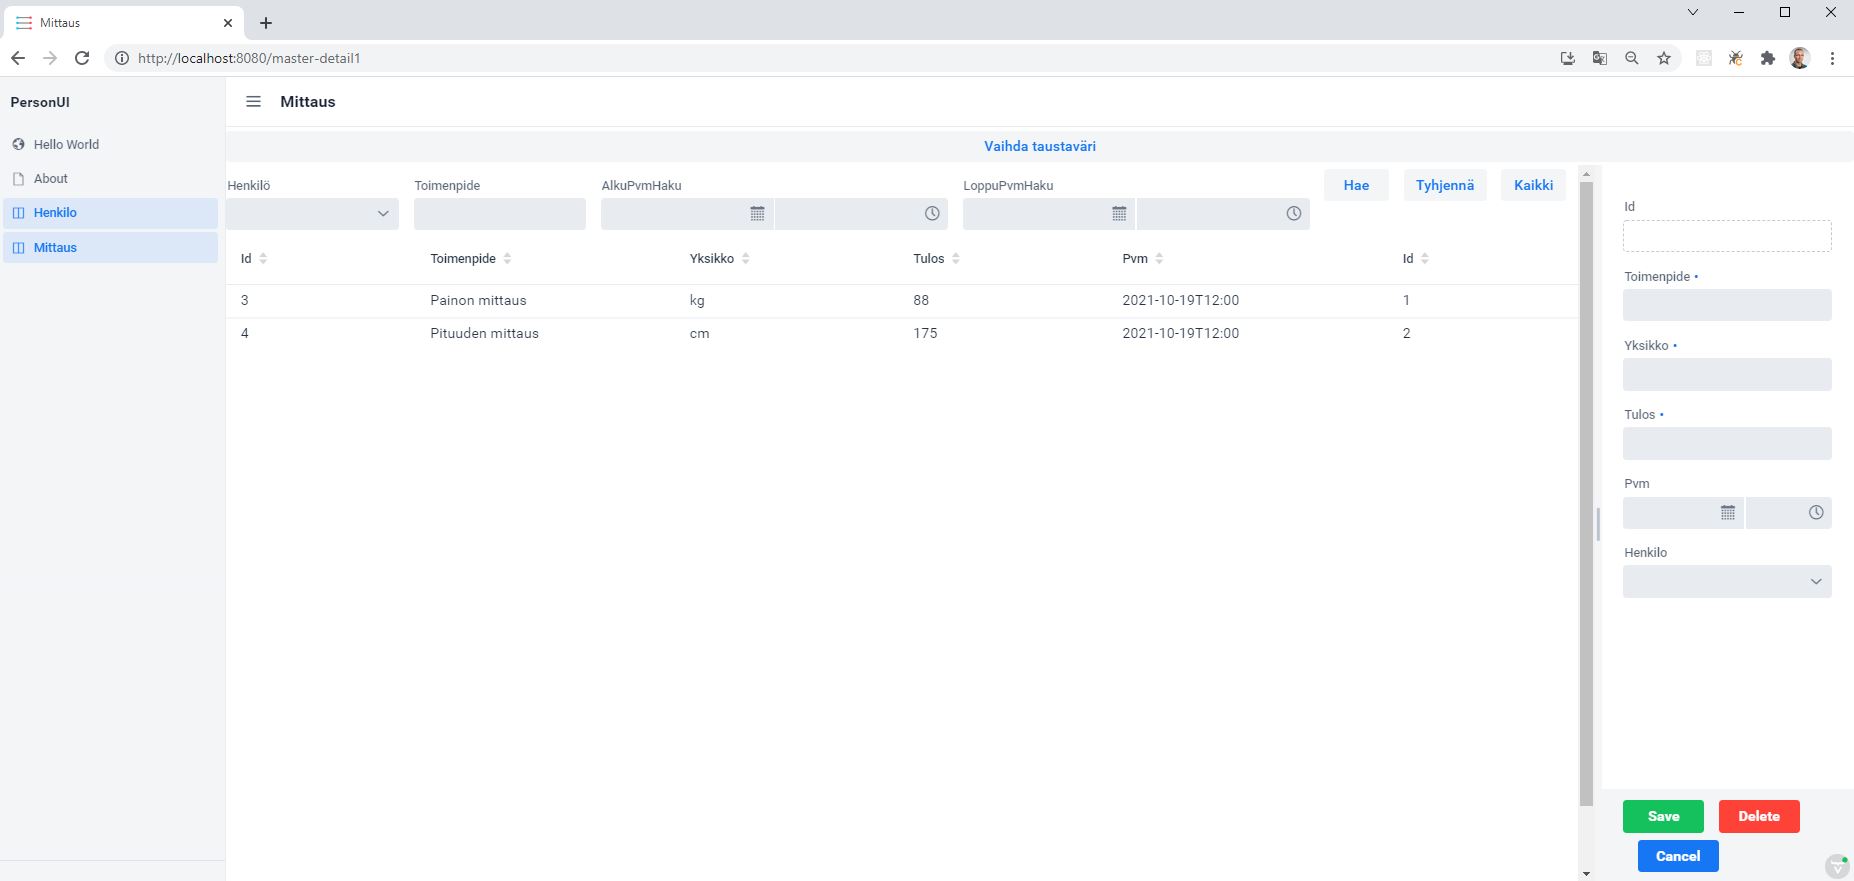 Mittaus
http://localhost:8080/master-detail1
PersonUI
Mittaus
Hello World
About
Henkilo
Mittaus
Vaihda taustaväri
Henkilö Toimenpide AlkuPvmHaku LoppuPvmHaku Hae Tyhjennä Kaikki
Id Toimenpide Yksikko Tulos Pvm Id
3 Painon mittaus kg 88 2021-10-19T12:00 1
4 Pituuden mittaus cm 175 2021-10-19T12:00 2
Id
Toimenpide •
Yksikko •
Tulos •
Pvm
Henkilo
Save Delete
Cancel